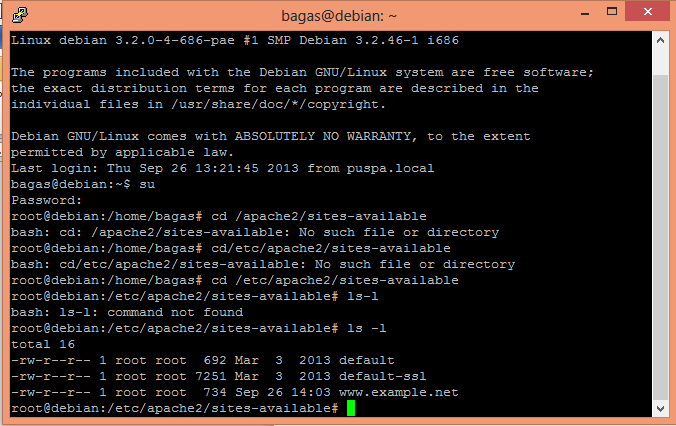 bagas@debian: ~
Linux debian 3.2.0-4-686-pae #1 SMP Debian 3.2.46-1 i686
The programs included with the Debian GNU/Linux system are free software;
the exact distribution terms for each program are described in the
individual files in /usr/share/doc/*/copyright.
Debian GNU/Linux comes with ABSOLUTELY NO WARRANTY, to the extent
permitted by applicable law.
Last login: Thu Sep 26 13:21:45 2013 from puspa.local
bagas@debian:~$ su
Password:
root@debian:/home/bagas# cd /apache2/sites-available
bash: cd: /apache2/sites-available: No such file or directory
root@debian:/home/bagas# cd/etc/apache2/sites-available
bash: cd/etc/apache2/sites-available: No such file or directory
root@debian:/home/bagas# cd /etc/apache2/sites-available
root@debian:/etc/apache2/sites-available# ls-l
bash: ls-l: command not found
root@debian:/etc/apache2/sites-available# ls -l
total 16
-rw-r--r-- 1 root root  692 Mar  3  2013 default
-rw-r--r-- 1 root root 7251 Mar  3  2013 default-ssl
-rw-r--r-- 1 root root  734 Sep 26 14:03 www.example.net
root@debian:/etc/apache2/sites-available#